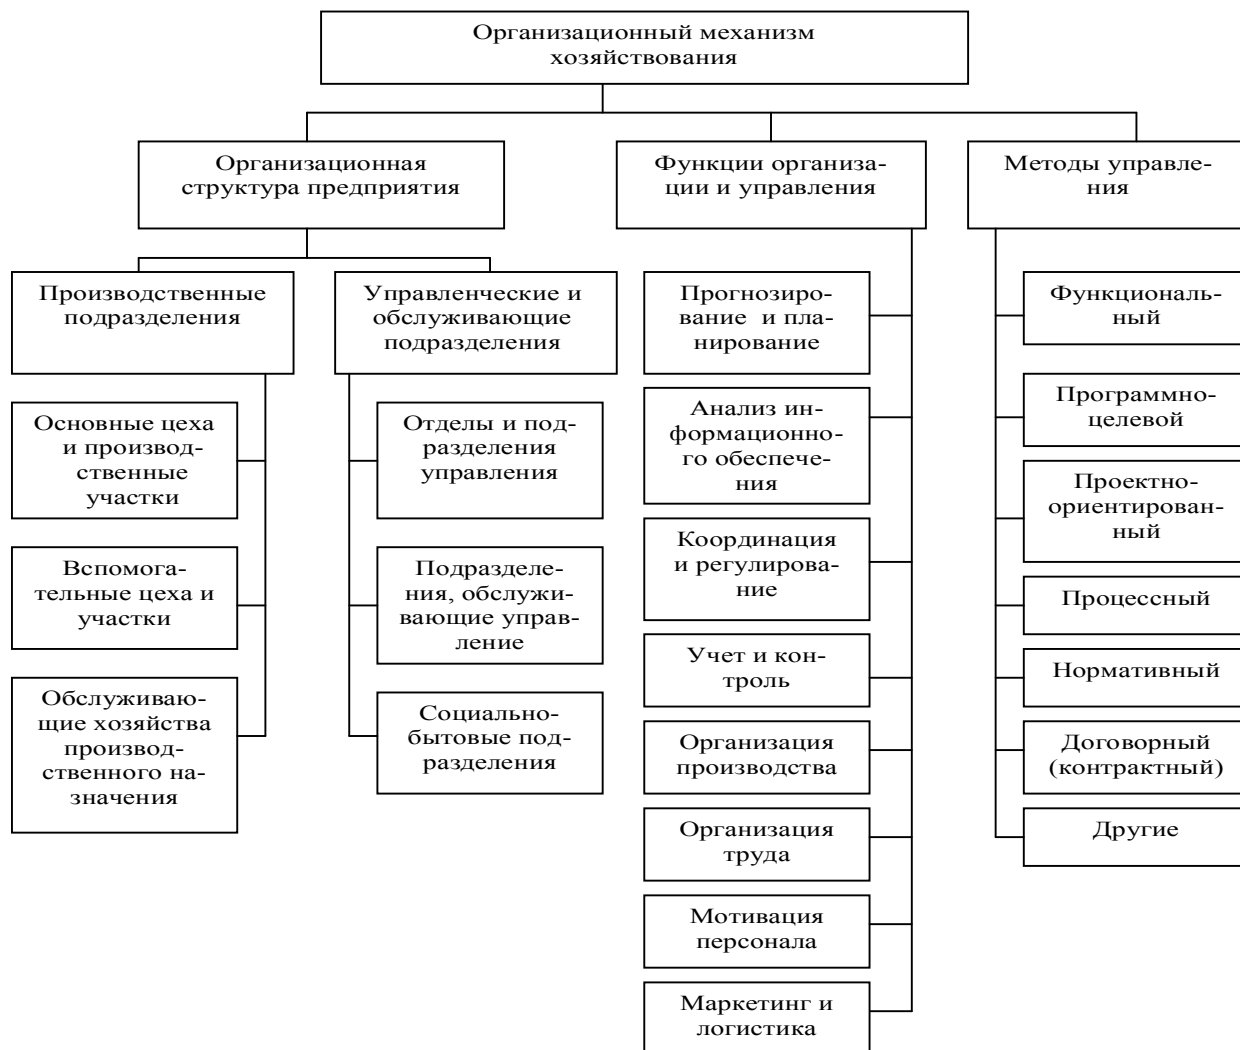 Организационный механизм
хозяйствования
Организационная
структура предприятия
Функции организа-
ции и управления
Методы управле-
ния
Производственные
подразделения
Управленческие и
обслуживающие
подразделения
Основные цеха
и производ-
ственные
участки
Вспомога-
тельные цеха и
участки
Обслуживаю-
щие хозяйства
производ-
ственного на-
значения
Отделы и под-
разделения
управления
Подразделе-
ния, обслужи-
вающие управ-
ление
Социально-
бытовые под-
разделения
Прогнозиро-
вание и пла-
нирование
Анализ ин-
формационно-
го обеспече-
ния
Координация
и регулирова-
ние
Учет и кон-
троль
Организация
производства
Организация
труда
Мотивация
персонала
Маркетинг и
логистика
Функциональ-
ный
Программно-
целевой
Проектно-
ориентирован-
ный
Процессный
Нормативный
Договорный
(контрактный)
Другие